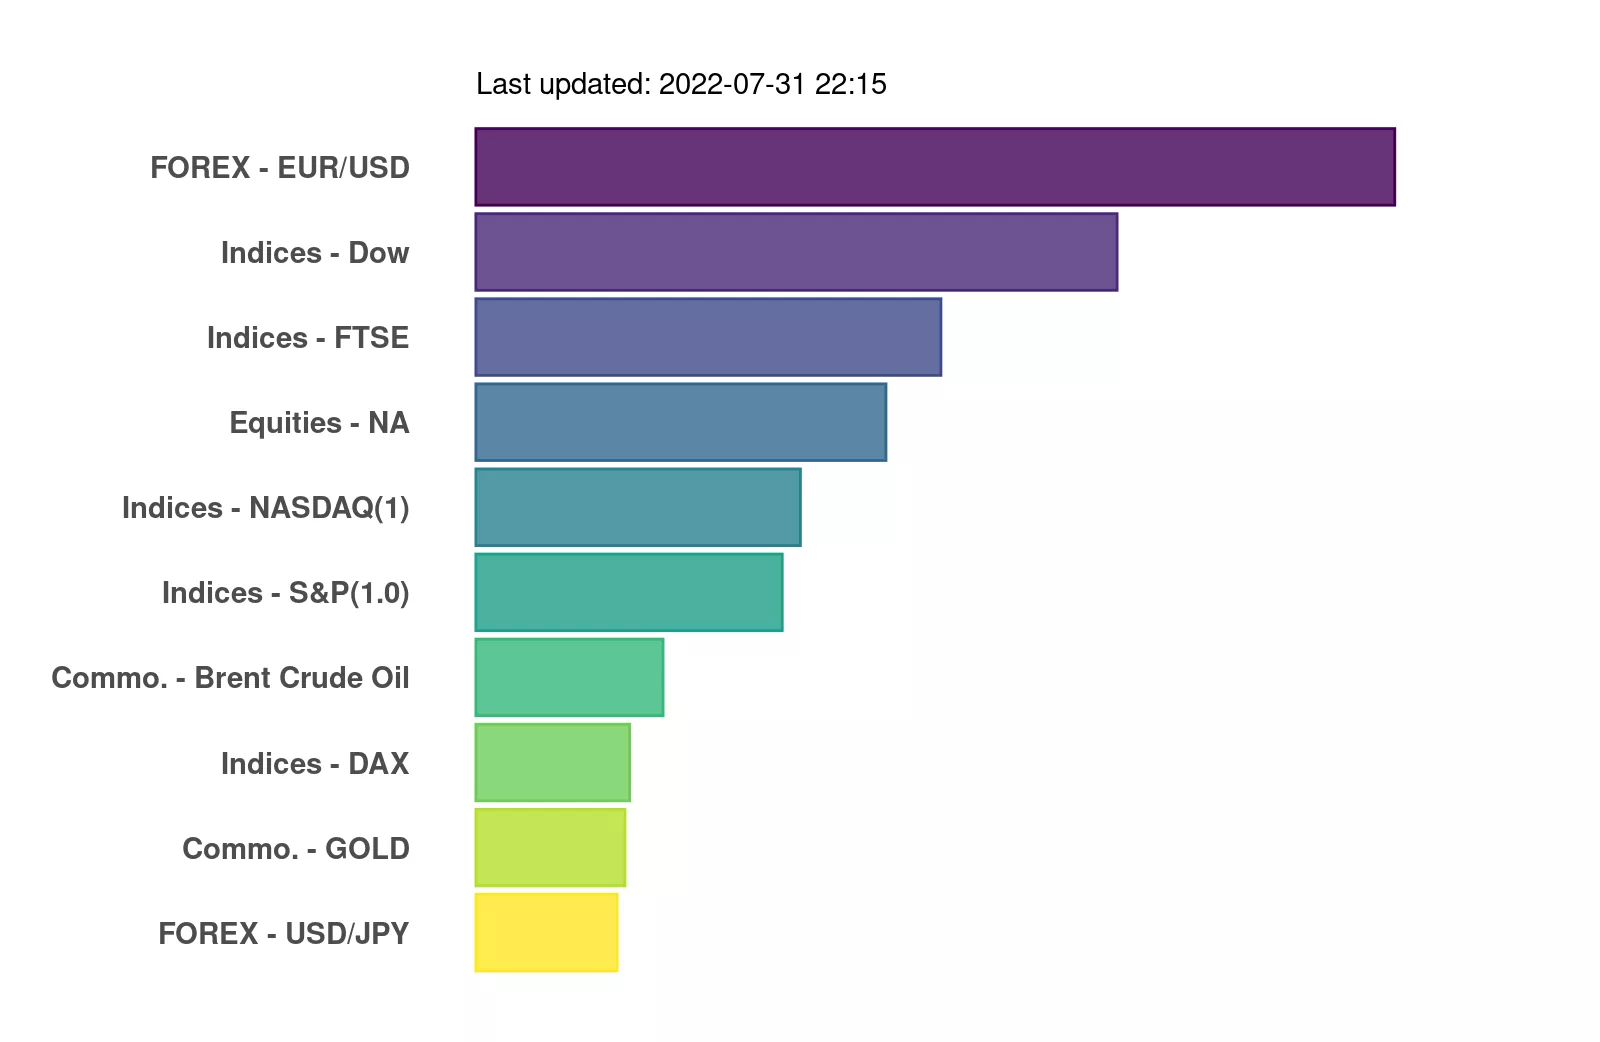 Last updated: 2022-07-31 22:15
FOREX - EUR/USD
Indices - Dow
Indices - FTSE
Equities - NA
Indices - NASDAQ(1)
Indices - S&P(1.0)
Commo. - Brent Crude Oil
Indices - DAX
Commo. - GOLD
FOREX - USD/JPY